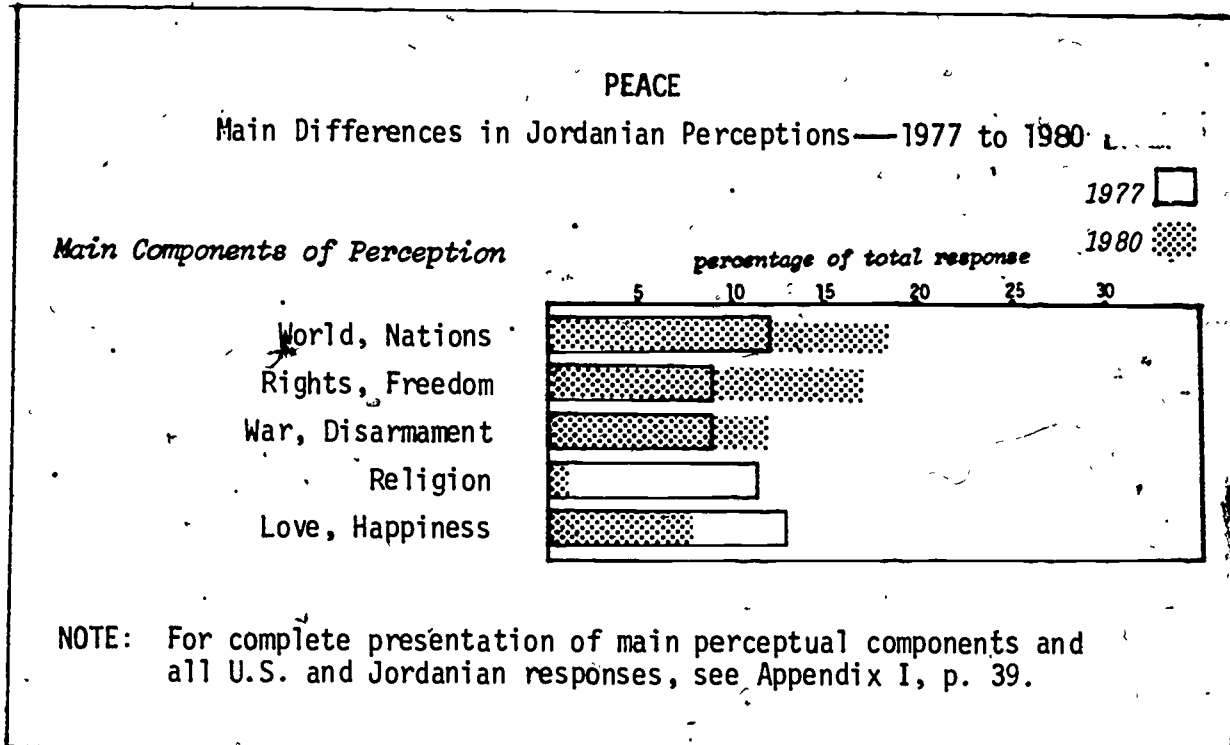 PEACE
Main Differences in Jordanian Perceptions—1977 to 1980
1977
1980
Main Components of Perception
percentage of total response
5 10 15 20 25 30
World, Nations
Rights, Freedom
War, Disarmament
Religion
Love, Happiness
NOTE: For complete presentation of main perceptual components and
all U.S. and Jordanian responses, see Appendix I, p. 39.